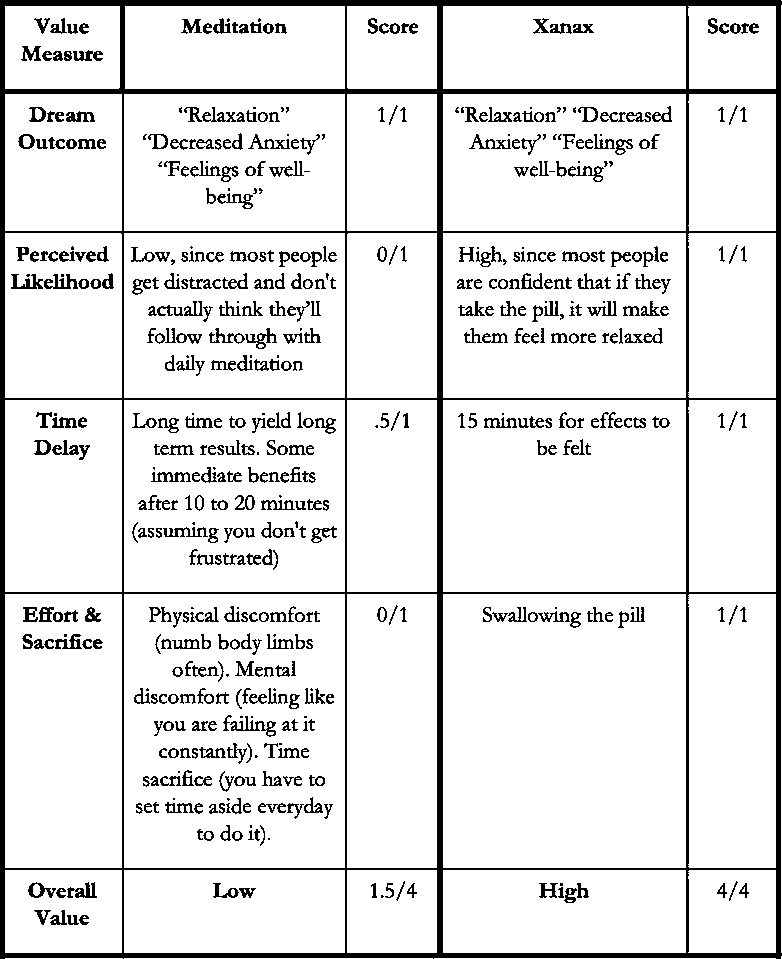 Value Measure
Meditation
Score
Xanax
Score
Dream Outcome
“Relaxation”
“Decreased Anxiety”
“Feelings of well-
being”
1/1
“Relaxation” “Decreased
Anxiety” “Feelings of
well-being”
1/1
Perceived
Likelihood
Low, since most people
get distracted and don't
actually think they’ll
follow through with
daily meditation
0/1
High, since most people
are confident that if they
take the pill, it will make
them feel more relaxed
1/1
Time
Delay
Long time to yield long
term results. Some
immediate benefits
after 10 to 20 minutes
(assuming you don't get
frustrated)
.5/1
15 minutes for effects to
be felt
1/1
Effort &
Sacrifice
Physical discomfort
(numb body limbs
often). Mental
discomfort (feeling like
you are failing at it
constantly). Time
sacrifice (you have to
set time aside everyday
to do it).
0/1
Swallowing the pill
1/1
Overall
Value
Low
1.5/4
High
4/4